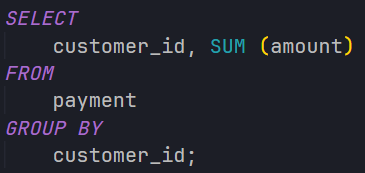 SELECT
    customer_id, SUM (amount)
FROM
    payment
GROUP BY
    customer_id;